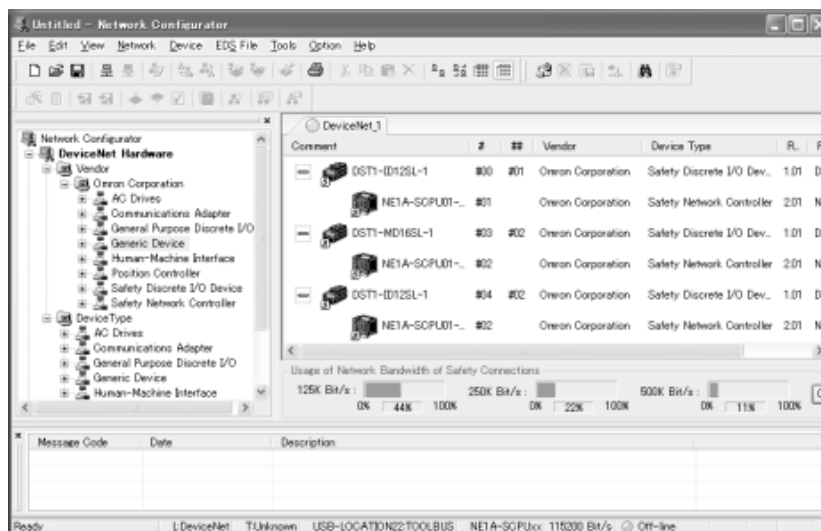 Untitled - Network Configurator
File Edit View Network Device EDS File Tools Option Help
DeviceNet_1
Network Configurator
DeviceNet Hardware
Vendor
Omron Corporation
AC Drives
Communications Adapter
General Purpose Discrete I/O
Generic Device
Human-Machine Interface
Position Controller
Safety Discrete I/O Device
Safety Network Controller
DeviceType
AC Drives
Communications Adapter
General Purpose Discrete I/O
Generic Device
Human-Machine Interface
Comment # ## Vendor Device Type R..
DST1-ID12SL-1 #00 #01 Omron Corporation Safety Discrete I/O Dev... 1.01 D
NE1A-SCPU01-... #01 Omron Corporation Safety Network Controller 2.01 N
DST1-MD16SL-1 #03 #02 Omron Corporation Safety Discrete I/O Dev... 1.01 D
NE1A-SCPU01-... #02 Omron Corporation Safety Network Controller 2.01 N
DST1-ID12SL-1 #04 #02 Omron Corporation Safety Discrete I/O Dev... 1.01 D
NE1A-SCPU01-... #02 Omron Corporation Safety Network Controller 2.01 N
Usage of Network Bandwidth of Safety Connections
125K Bit/s : 250K Bit/s : 500K Bit/s :
0% 44% 100% 0% 22% 100% 0% 11% 100%
Message Code Date Description
Ready L:DeviceNet T:Unknown USB-LOCATION22:TOOLBUS NE1A-SCPUxx 115200 Bit/s Off-line